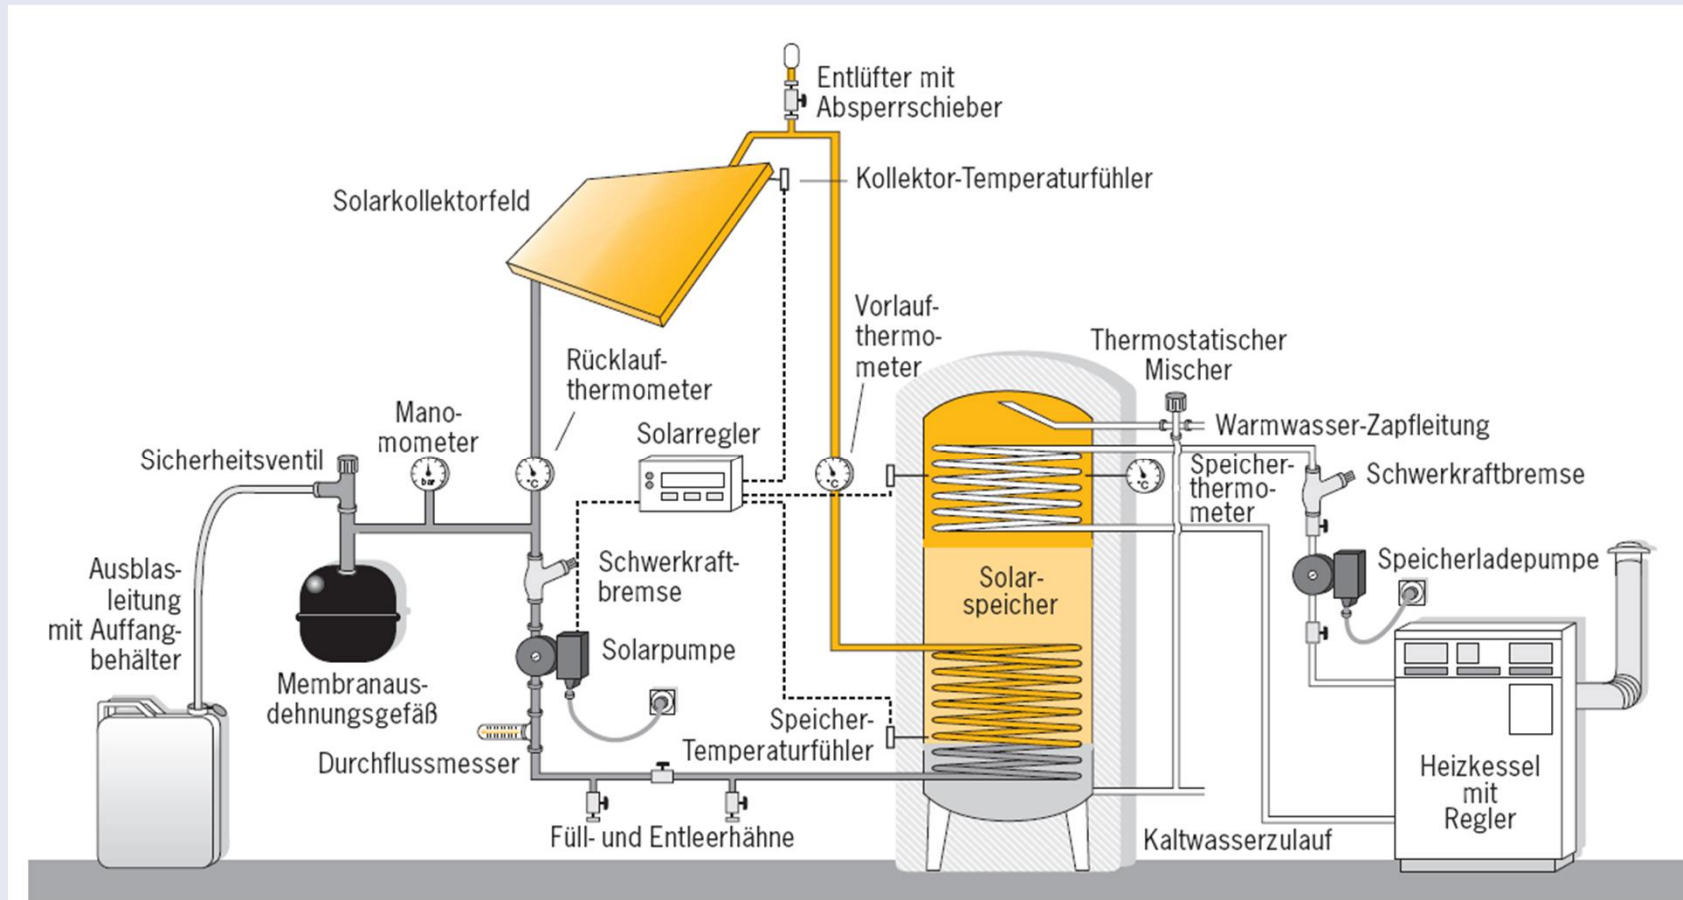 Entlüfter mit
Absperrschieber
Kollektor-Temperaturfühler
Solarkollektorfeld
Vorlauf-
thermo-
meter
Thermostatischer
Mischer
Rücklauf-
thermometer
Mano-
mometer
Solarregler
Warmwasser-Zapfleitung
Sicherheitsventil
bar
°C
°C
°C
Speicher-
thermo-
meter
Schwerkraftbremse
Ausblas-
leitung
mit Auffang-
behälter
Schwerkraft-
bremse
Solar-
speicher
Speicherladepumpe
Solarpumpe
Membranaus-
dehnungsgefäß
Speicher-
Temperaturfühler
Durchflussmesser
Heizkessel
mit
Regler
Füll- und Entleerhähne
Kaltwasserzulauf